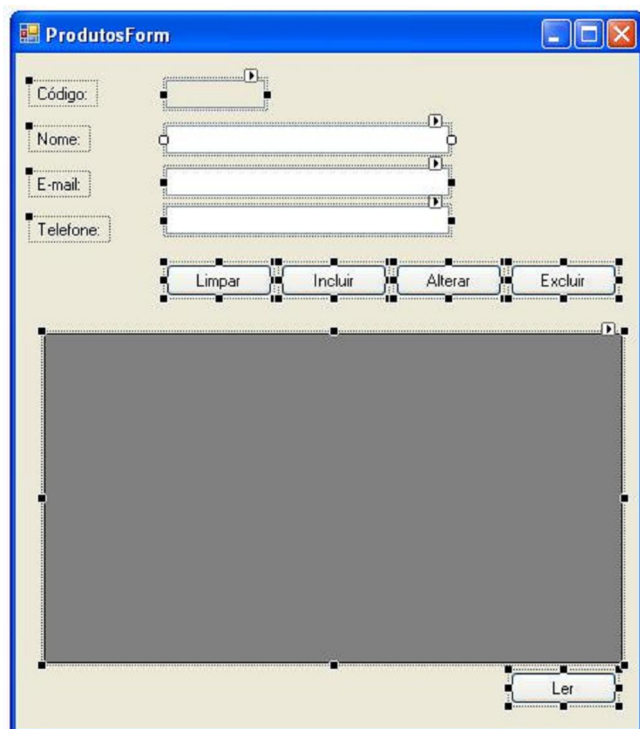 ProdutosForm
Código:
Nome:
E-mail:
Telefone:
Limpar Incluir Alterar Excluir
Ler